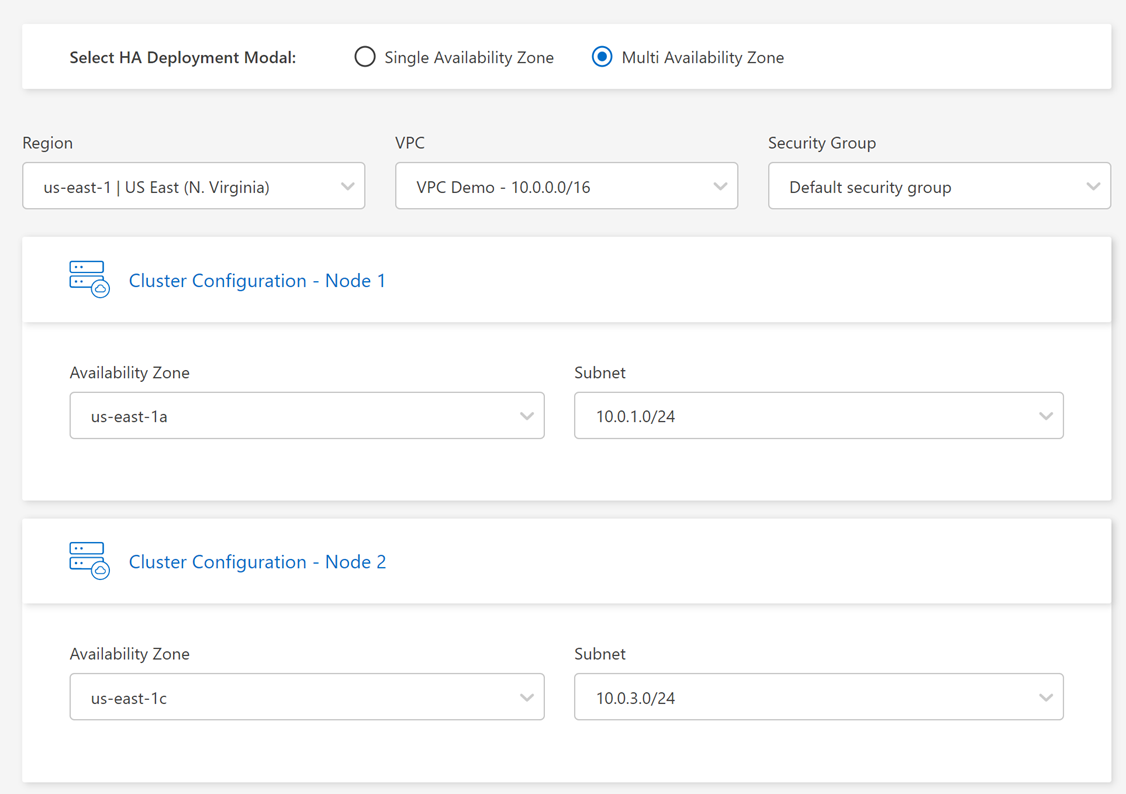 Select HA Deployment Modal: Single Availability Zone Multi Availability Zone
Region VPC Security Group
us-east-1 | US East (N. Virginia) VPC Demo - 10.0.0.0/16 Default security group
Cluster Configuration - Node 1
Availability Zone Subnet
us-east-1a 10.0.1.0/24
Cluster Configuration - Node 2
Availability Zone Subnet
us-east-1c 10.0.3.0/24